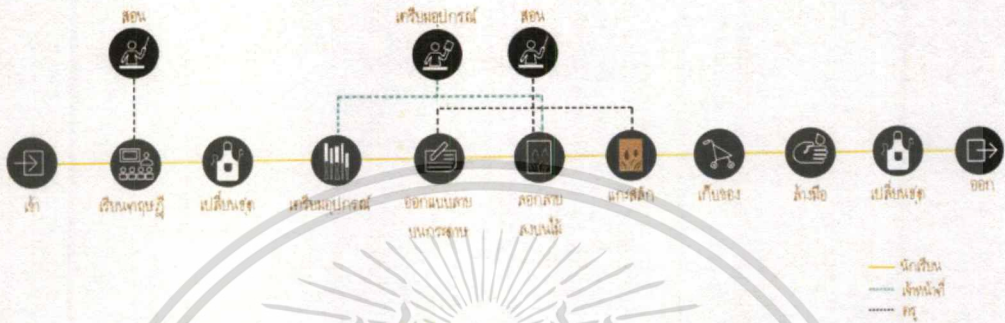 สอน
เตรียมอุปกรณ์
สอน
เข้า
เรียนทฤษฎี
เปลี่ยนชุด
เตรียมอุปกรณ์
ออกแบบลาย
บนกระดาษ
ลอกลาย
ลงบนไม้
แกะสลัก
เก็บของ
ล้างมือ
เปลี่ยนชุด
ออก
นักเรียน
เจ้าหน้าที่
ครู